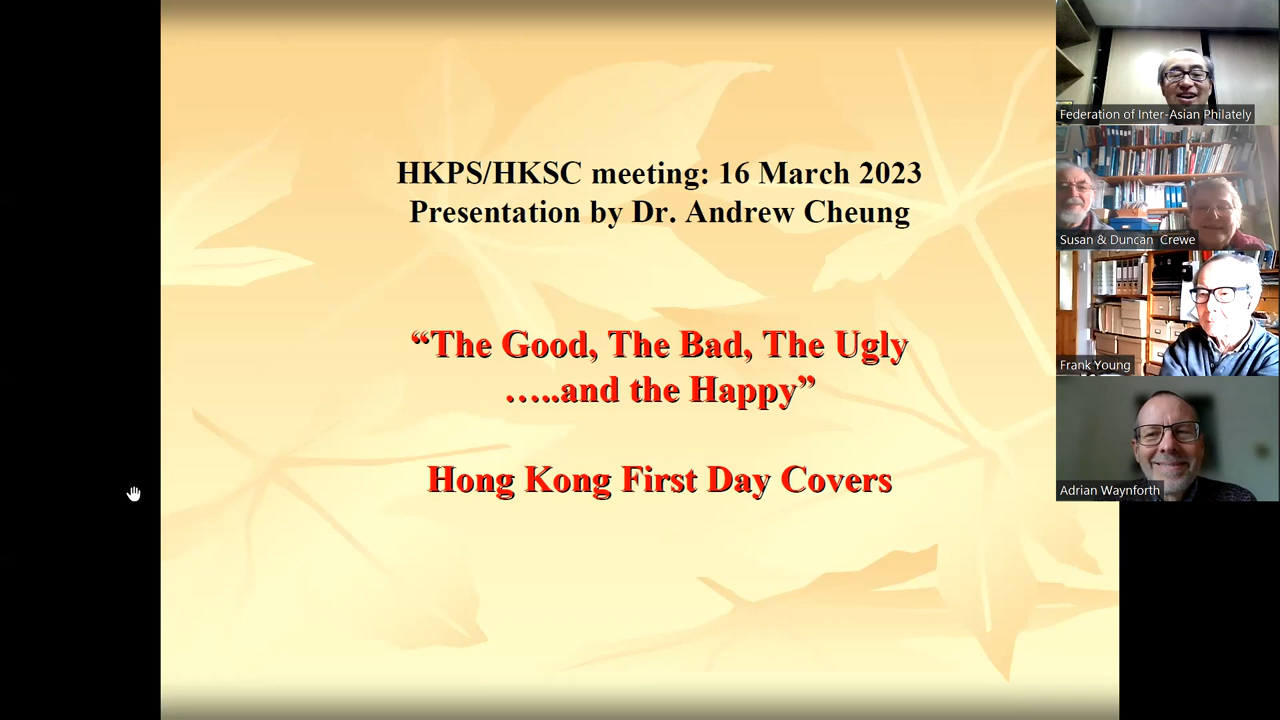 HKPS/HKSC meeting: 16 March 2023
Presentation by Dr. Andrew Cheung
“The Good, The Bad, The Ugly
…..and the Happy”
Hong Kong First Day Covers
Federation of Inter-Asian Philately
Susan & Duncan  Crewe
Frank Young
Adrian Waynforth